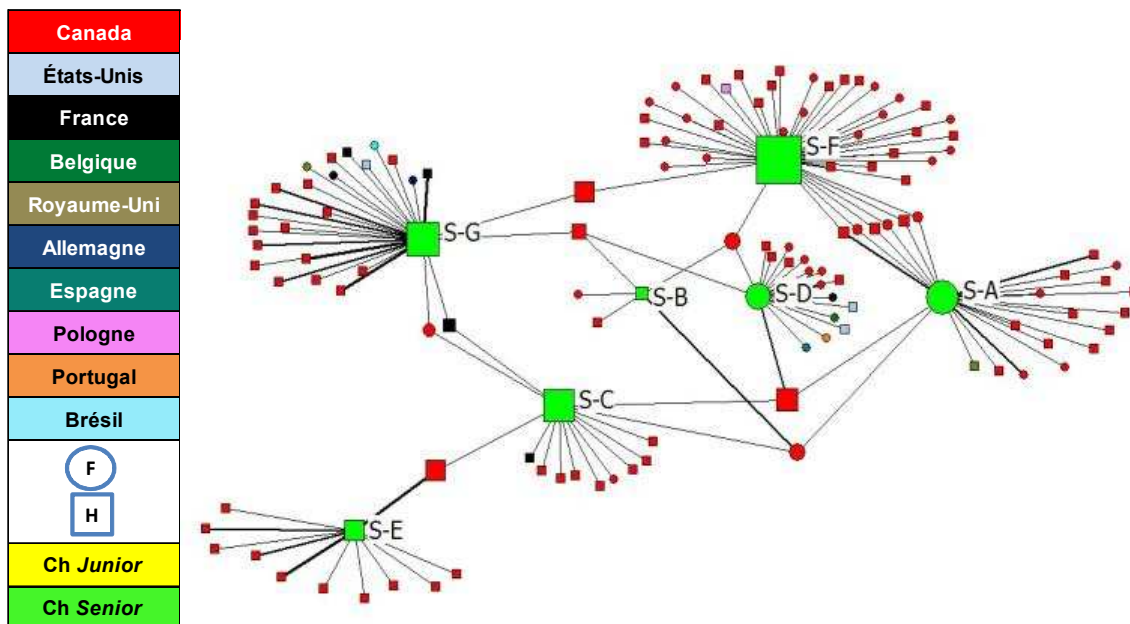 Canada
États-Unis
France
Belgique
Royaume-Uni
Allemagne
Espagne
Pologne
Portugal
Brésil
F
H
Ch Junior
Ch Senior
S-F
S-G
S-B
S-D
S-A
S-C
S-E